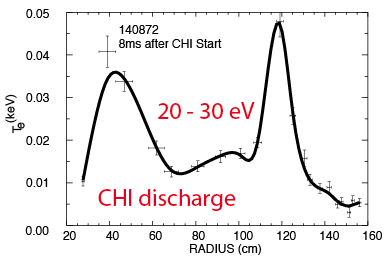 0.05
140872
8ms after CHI Start
0.04
0.03
20 - 30 eV
Te(keV)
0.02
0.01
CHI discharge
0.00
20 40 60 80 100 120 140 160
RADIUS (cm)